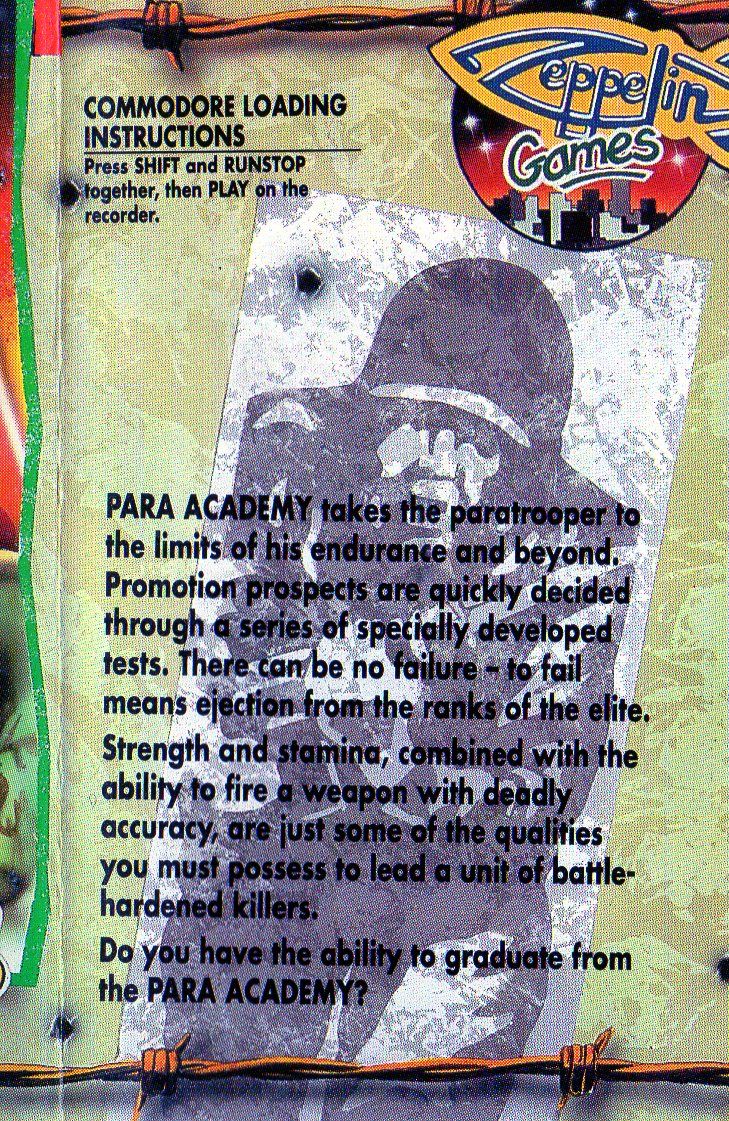 Zeppelin
Games
COMMODORE LOADING
INSTRUCTIONS
Press SHIFT and RUNSTOP
together, then PLAY on the
recorder.
PARA ACADEMY takes the paratrooper to
the limits of his endurance and beyond.
Promotion prospects are quickly decided
through a series of specially developed
tests. There can be no failure – to fail
means ejection from the ranks of the elite.
Strength and stamina, combined with the
ability to fire a weapon with deadly
accuracy, are just some of the qualities
you must possess to lead a unit of battle-
hardened killers.
Do you have the ability to graduate from
the PARA ACADEMY?